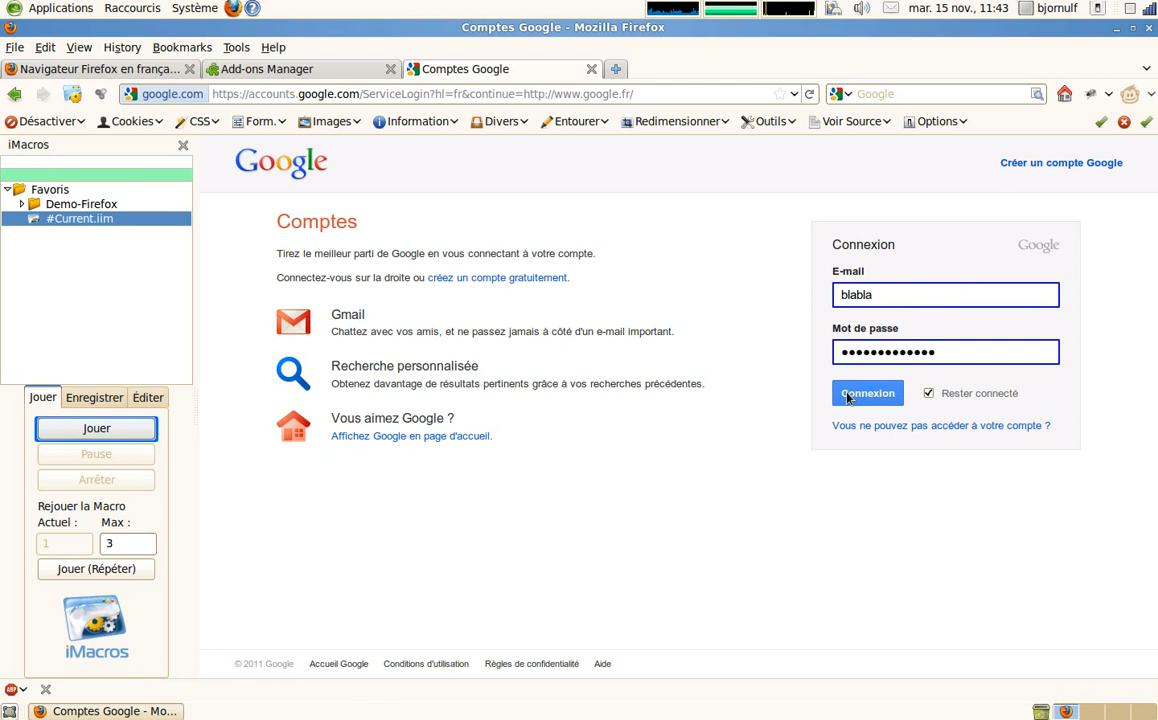 Applications Raccourcis Système mar. 15 nov., 11:43 bjornulf
Comptes Google - Mozilla Firefox
File Edit View History Bookmarks Tools Help
Navigateur Firefox en frança... Add-ons Manager Comptes Google
google.com https://accounts.google.com/ServiceLogin?hl=fr&continue=http://www.google.fr/ Google
Désactiver Cookies CSS Form. Images Information Divers Entourer Redimensionner Outils Voir Source Options
iMacros
Favoris
Demo-Firefox
#Current.iim
Jouer Enregistrer Éditer
Jouer
Pause
Arrêter
Rejouer la Macro
Actuel : Max :
1 3
Jouer (Répéter)
iMacros
Google
Créer un compte Google
Comptes
Tirez le meilleur parti de Google en vous connectant à votre compte.
Connectez-vous sur la droite ou créez un compte gratuitement.
Gmail
Chattez avec vos amis, et ne passez jamais à côté d'un e-mail important.
Recherche personnalisée
Obtenez davantage de résultats pertinents grâce à vos recherches précédentes.
Vous aimez Google ?
Affichez Google en page d'accueil.
Connexion Google
E-mail
blabla
Mot de passe
•••••••••••••
Connexion Rester connecté
Vous ne pouvez pas accéder à votre compte ?
© 2011 Google Accueil Google Conditions d'utilisation Règles de confidentialité Aide
ABP
Comptes Google - Mo...